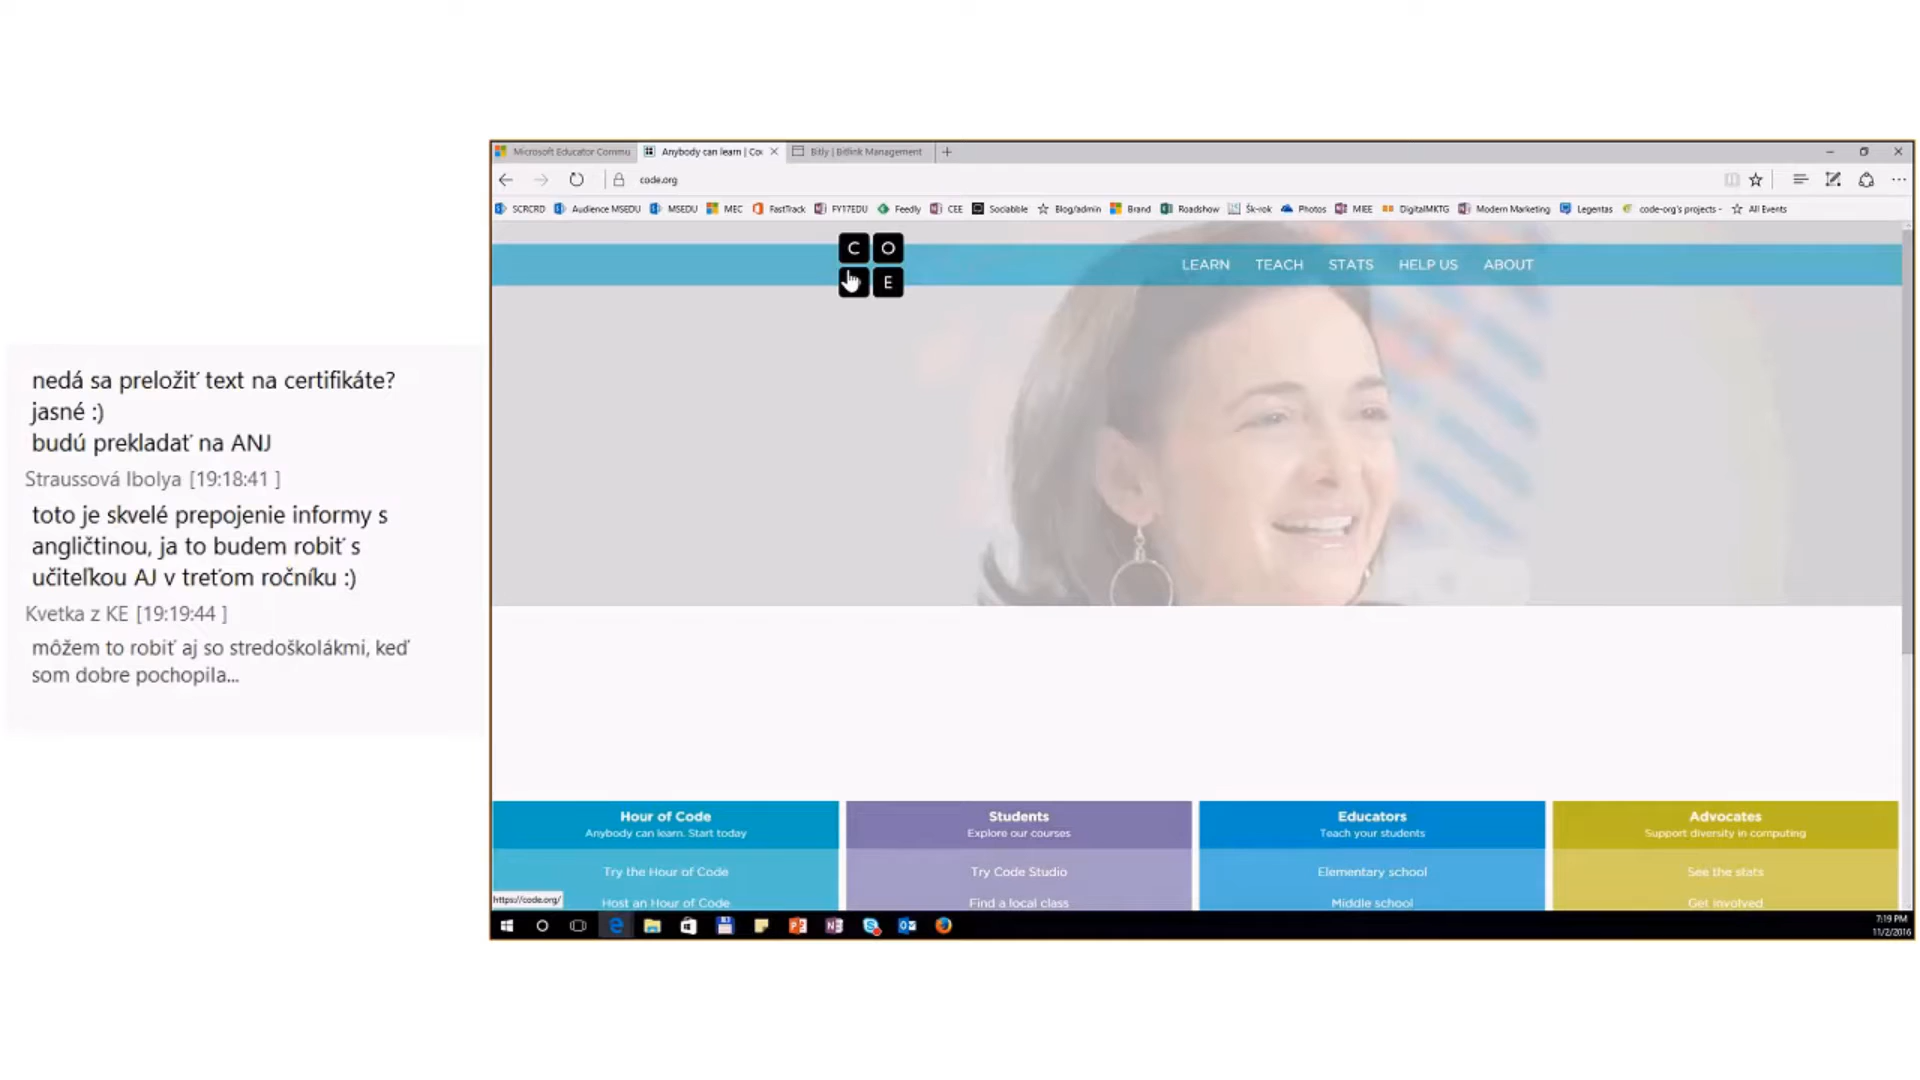 nedá sa preložiť text na certifikáte?
jasné :)
budú prekladať na ANJ
Straussová Ibolya [19:18:41 ]
toto je skvelé prepojenie informy s
angličtinou, ja to budem robiť s
učiteľkou AJ v treťom ročníku :)
Kvetka z KE [19:19:44 ]
môžem to robiť aj so stredoškolákmi, keď
som dobre pochopila...
Microsoft Educator Commu
Anybody can learn | Co
Bitly | Bitlink Management
code.org
SCRCRD Audience MSEDU MSEDU MEC FastTrack FY17EDU Feedly CEE Sociabble Blog/admin Brand Roadshow Šk-rok Photos MIEE DigitalMKTG Modern Marketing Legentas code-org's projects - All Events
C O
E
LEARN TEACH STATS HELP US ABOUT
Hour of Code
Anybody can learn. Start today
Try the Hour of Code
Host an Hour of Code
Students
Explore our courses
Try Code Studio
Find a local class
Educators
Teach your students
Elementary school
Middle school
Advocates
Support diversity in computing
See the stats
Get involved
https://code.org/
7:19 PM
11/2/2016